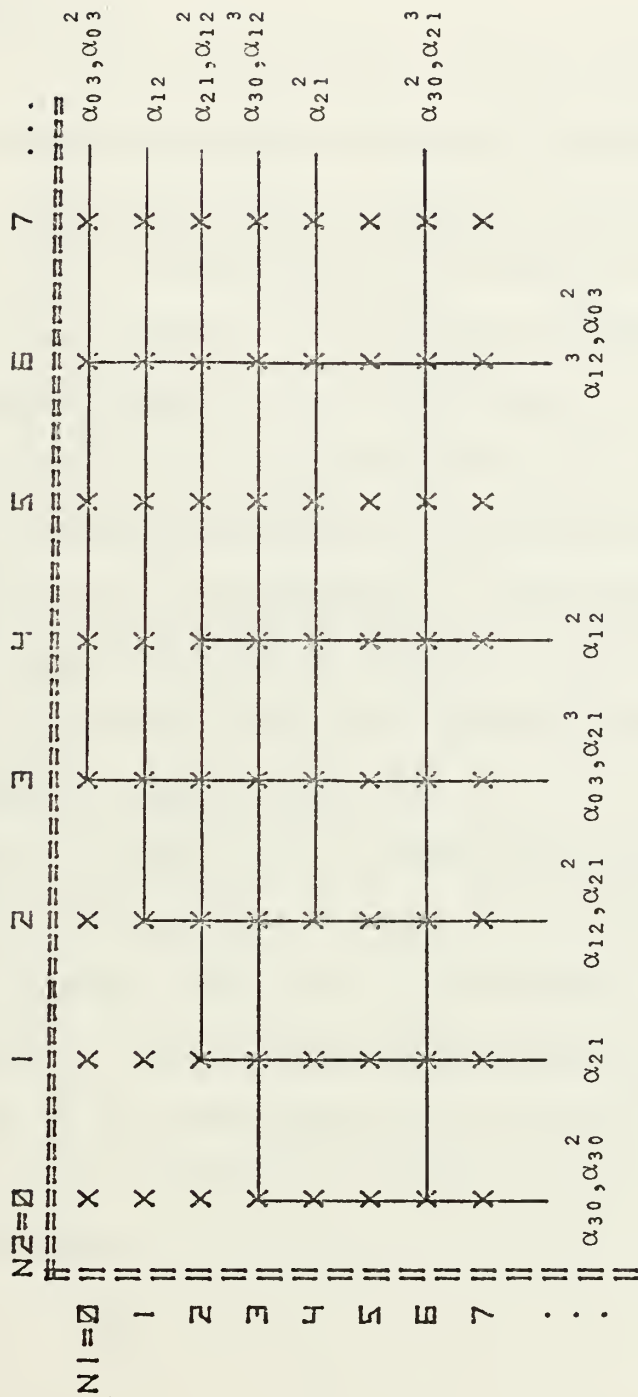 N2=0 1 2 3 4 5 6 7 ...
N1=0 X X X X X X X X α₀₃,α₀₃²
1 X X X X X X X X α₁₂
2 X X X X X X X X α₂₁,α₁₂²
3 X X X X X X X X α₃₀,α₁₂³
4 X X X X X X X X α₂₁²
5 X X X X X X X X
6 X X X X X X X X α₃₀²,α₂₁³
7 X X X X X X X X
...
α₃₀,α₃₀² α₂₁ α₁₂,α₂₁² α₀₃,α₂₁³ α₁₂² α₁₂³,α₀₃²